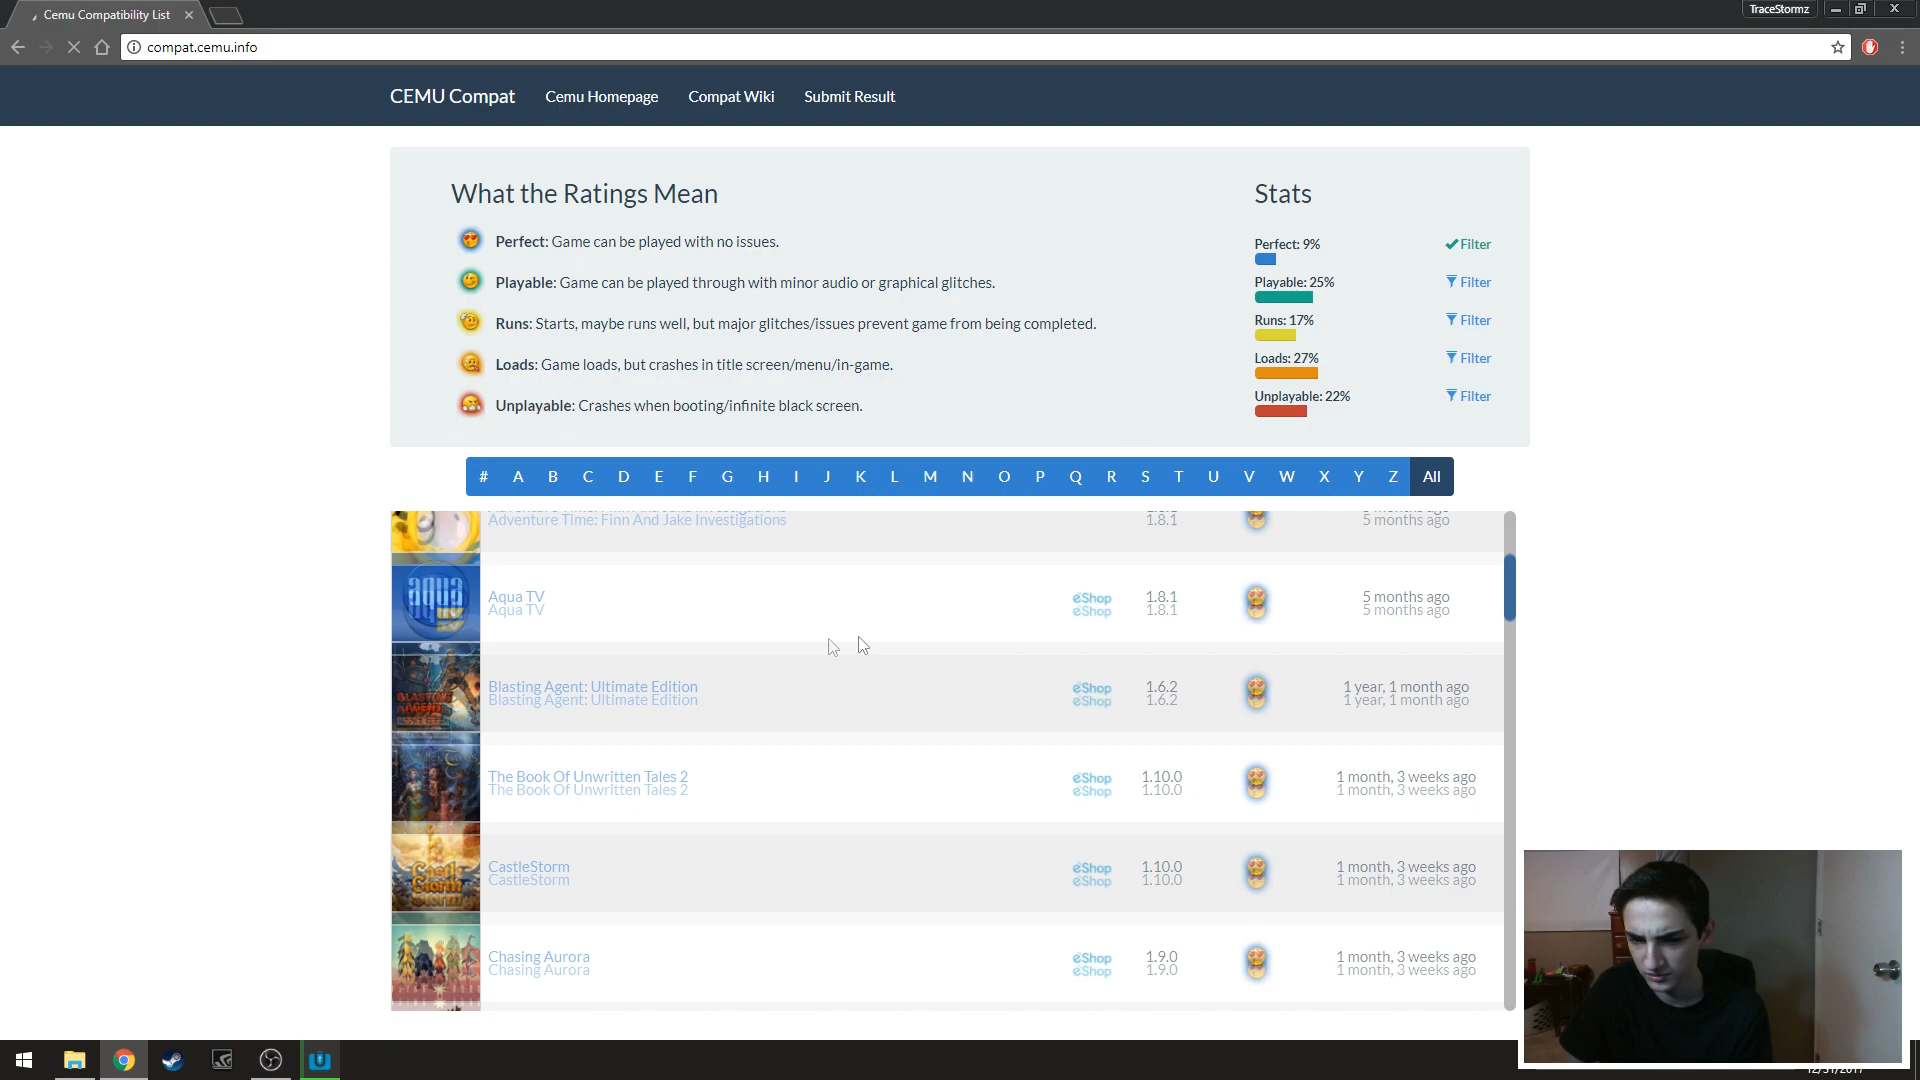 Cemu Compatibility List
TraceStormz
compat.cemu.info
CEMU Compat
Cemu Homepage
Compat Wiki
Submit Result
What the Ratings Mean
Perfect: Game can be played with no issues.
Playable: Game can be played through with minor audio or graphical glitches.
Runs: Starts, maybe runs well, but major glitches/issues prevent game from being completed.
Loads: Game loads, but crashes in title screen/menu/in-game.
Unplayable: Crashes when booting/infinite black screen.
Stats
Perfect: 9% Filter
Playable: 25% Filter
Runs: 17% Filter
Loads: 27% Filter
Unplayable: 22% Filter
# A B C D E F G H I J K L M N O P Q R S T U V W X Y Z All
Adventure Time: Finn And Jake Investigations 1.8.1 5 months ago
aqua
Aqua TV eShop 1.8.1 5 months ago
Aqua TV eShop 1.8.1 5 months ago
BLASTING AGENT
Blasting Agent: Ultimate Edition eShop 1.6.2 1 year, 1 month ago
Blasting Agent: Ultimate Edition eShop 1.6.2 1 year, 1 month ago
The Book Of Unwritten Tales 2 eShop 1.10.0 1 month, 3 weeks ago
The Book Of Unwritten Tales 2 eShop 1.10.0 1 month, 3 weeks ago
Castle Storm
CastleStorm eShop 1.10.0 1 month, 3 weeks ago
CastleStorm eShop 1.10.0 1 month, 3 weeks ago
Chasing Aurora eShop 1.9.0 1 month, 3 weeks ago
Chasing Aurora eShop 1.9.0 1 month, 3 weeks ago